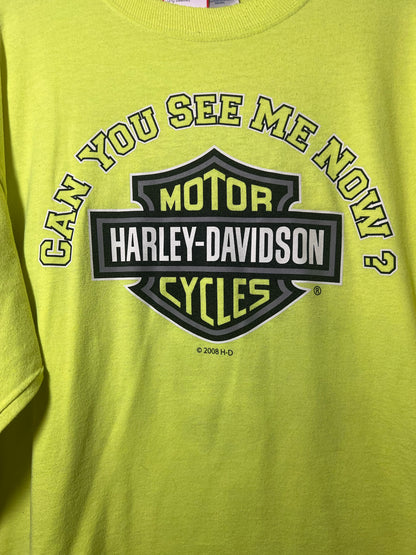 CAN YOU SEE ME NOW?
MOTOR
HARLEY-DAVIDSON
CYCLES
®
© 2008 H-D